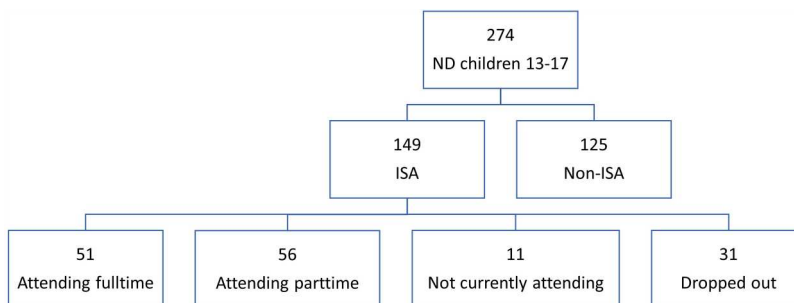 274
ND children 13-17
149
ISA
125
Non-ISA
51
Attending fulltime
56
Attending parttime
11
Not currently attending
31
Dropped out